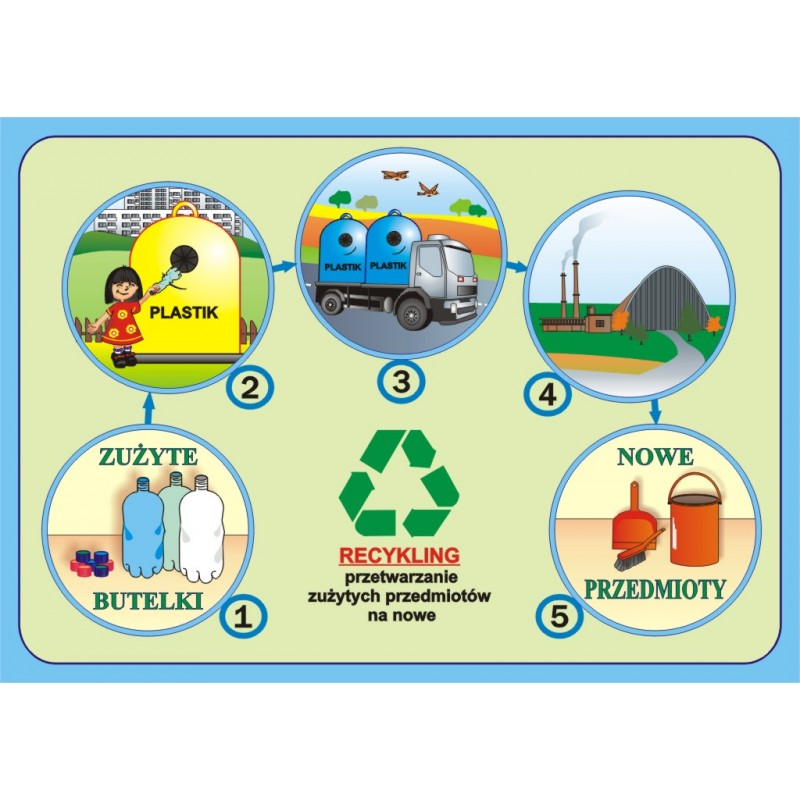 ZUŻYTE
BUTELKI
1
PLASTIK
2
PLASTIK PLASTIK
3
4
NOWE
PRZEDMIOTY
5
RECYKLING
przetwarzanie
zużytych przedmiotów
na nowe